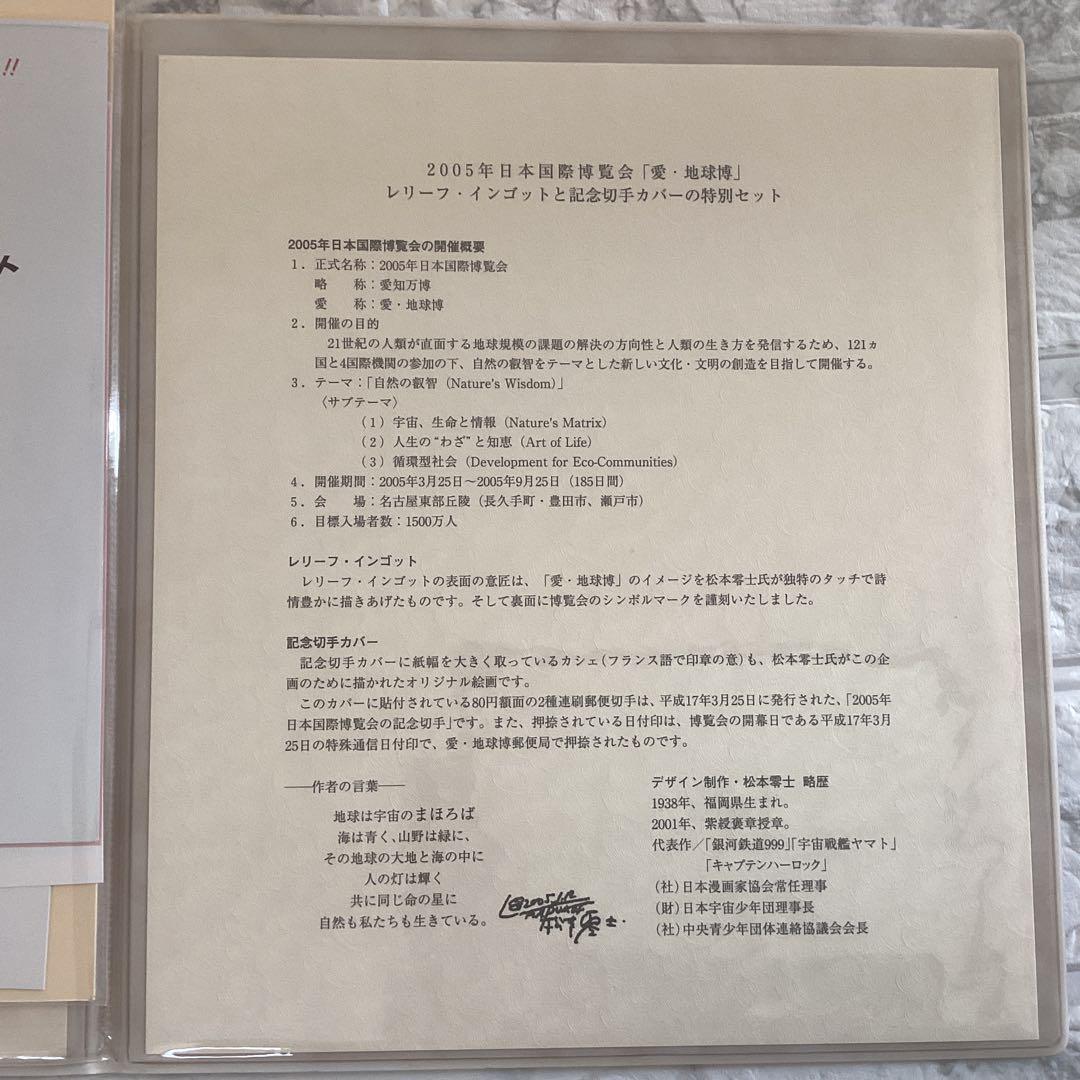 !!
ト
2005年日本国際博覧会「愛・地球博」
レリーフ・インゴットと記念切手カバーの特別セット
2005年日本国際博覧会の開催概要
1．正式名称：2005年日本国際博覧会
略　　称：愛知万博
愛　　称：愛・地球博
2．開催の目的
21世紀の人類が直面する地球規模の課題の解決の方向性と人類の生き方を発信するため、121ヵ
国と4国際機関の参加の下、自然の叡智をテーマとした新しい文化・文明の創造を目指して開催する。
3．テーマ：「自然の叡智（Nature's Wisdom）」
〈サブテーマ〉
（1）宇宙、生命と情報（Nature's Matrix）
（2）人生の“わざ”と知恵（Art of Life）
（3）循環型社会（Development for Eco-Communities）
4．開催期間：2005年3月25日～2005年9月25日（185日間）
5．会　　場：名古屋東部丘陵（長久手町・豊田市、瀬戸市）
6．目標入場者数：1500万人
レリーフ・インゴット
レリーフ・インゴットの表面の意匠は、「愛・地球博」のイメージを松本零士氏が独特のタッチで詩
情豊かに描きあげたものです。そして裏面に博覧会のシンボルマークを謹刻いたしました。
記念切手カバー
記念切手カバーに紙幅を大きく取っているカシェ(フランス語で印章の意)も、松本零士氏がこの企
画のために描かれたオリジナル絵画です。
このカバーに貼付されている80円額面の2種連刷郵便切手は、平成17年3月25日に発行された、「2005年
日本国際博覧会の記念切手」です。また、押捺されている日付印は、博覧会の開幕日である平成17年3月
25日の特殊通信日付印で、愛・地球博郵便局で押捺されたものです。
――作者の言葉――
地球は宇宙のまほろば
海は青く、山野は緑に、
その地球の大地と海の中に
人の灯は輝く
共に同じ命の星に
自然も私たちも生きている。
松本零士
デザイン制作・松本零士 略歴
1938年、福岡県生まれ。
2001年、紫綬褒章授章。
代表作／「銀河鉄道999」「宇宙戦艦ヤマト」
「キャプテンハーロック」
（社）日本漫画家協会常任理事
（財）日本宇宙少年団理事長
（社）中央青少年団体連絡協議会会長